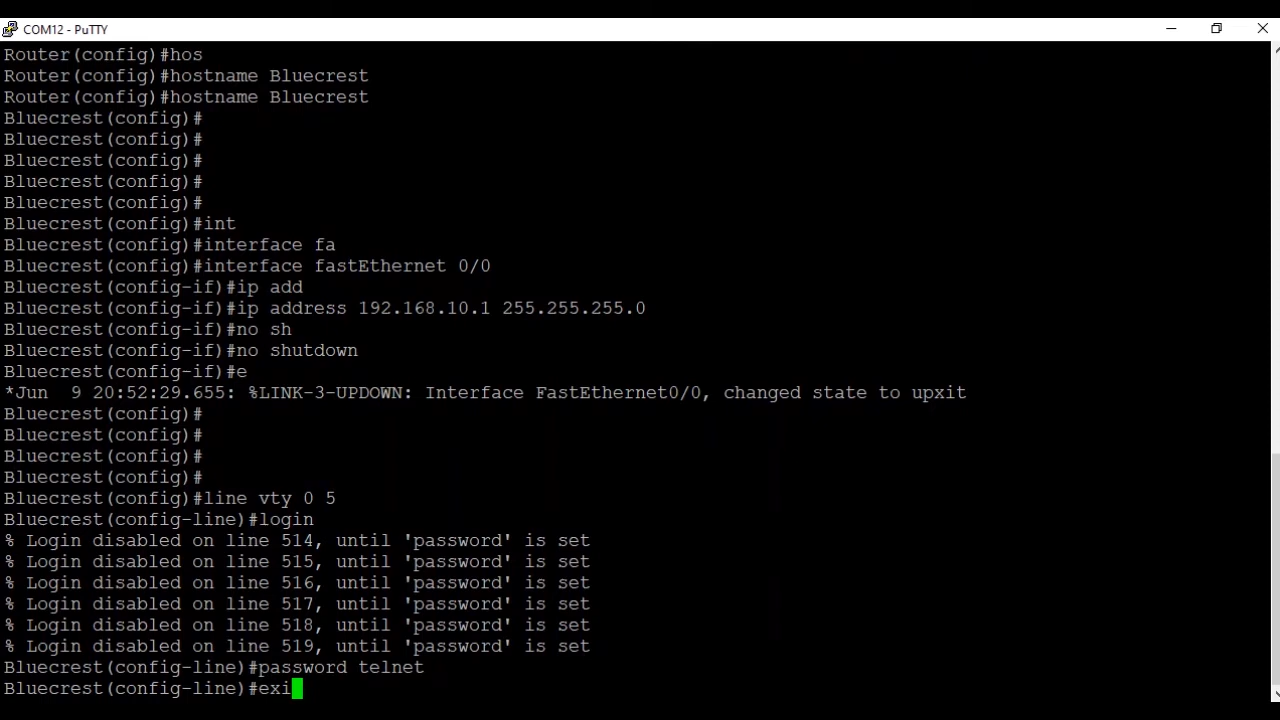 COM12 - PuTTY
Router(config)#hos
Router(config)#hostname Bluecrest
Router(config)#hostname Bluecrest
Bluecrest(config)#
Bluecrest(config)#
Bluecrest(config)#
Bluecrest(config)#
Bluecrest(config)#
Bluecrest(config)#int
Bluecrest(config)#interface fa
Bluecrest(config)#interface fastEthernet 0/0
Bluecrest(config-if)#ip add
Bluecrest(config-if)#ip address 192.168.10.1 255.255.255.0
Bluecrest(config-if)#no sh
Bluecrest(config-if)#no shutdown
Bluecrest(config-if)#e
*Jun  9 20:52:29.655: %LINK-3-UPDOWN: Interface FastEthernet0/0, changed state to upxit
Bluecrest(config)#
Bluecrest(config)#
Bluecrest(config)#
Bluecrest(config)#
Bluecrest(config)#line vty 0 5
Bluecrest(config-line)#login
% Login disabled on line 514, until 'password' is set
% Login disabled on line 515, until 'password' is set
% Login disabled on line 516, until 'password' is set
% Login disabled on line 517, until 'password' is set
% Login disabled on line 518, until 'password' is set
% Login disabled on line 519, until 'password' is set
Bluecrest(config-line)#password telnet
Bluecrest(config-line)#exi